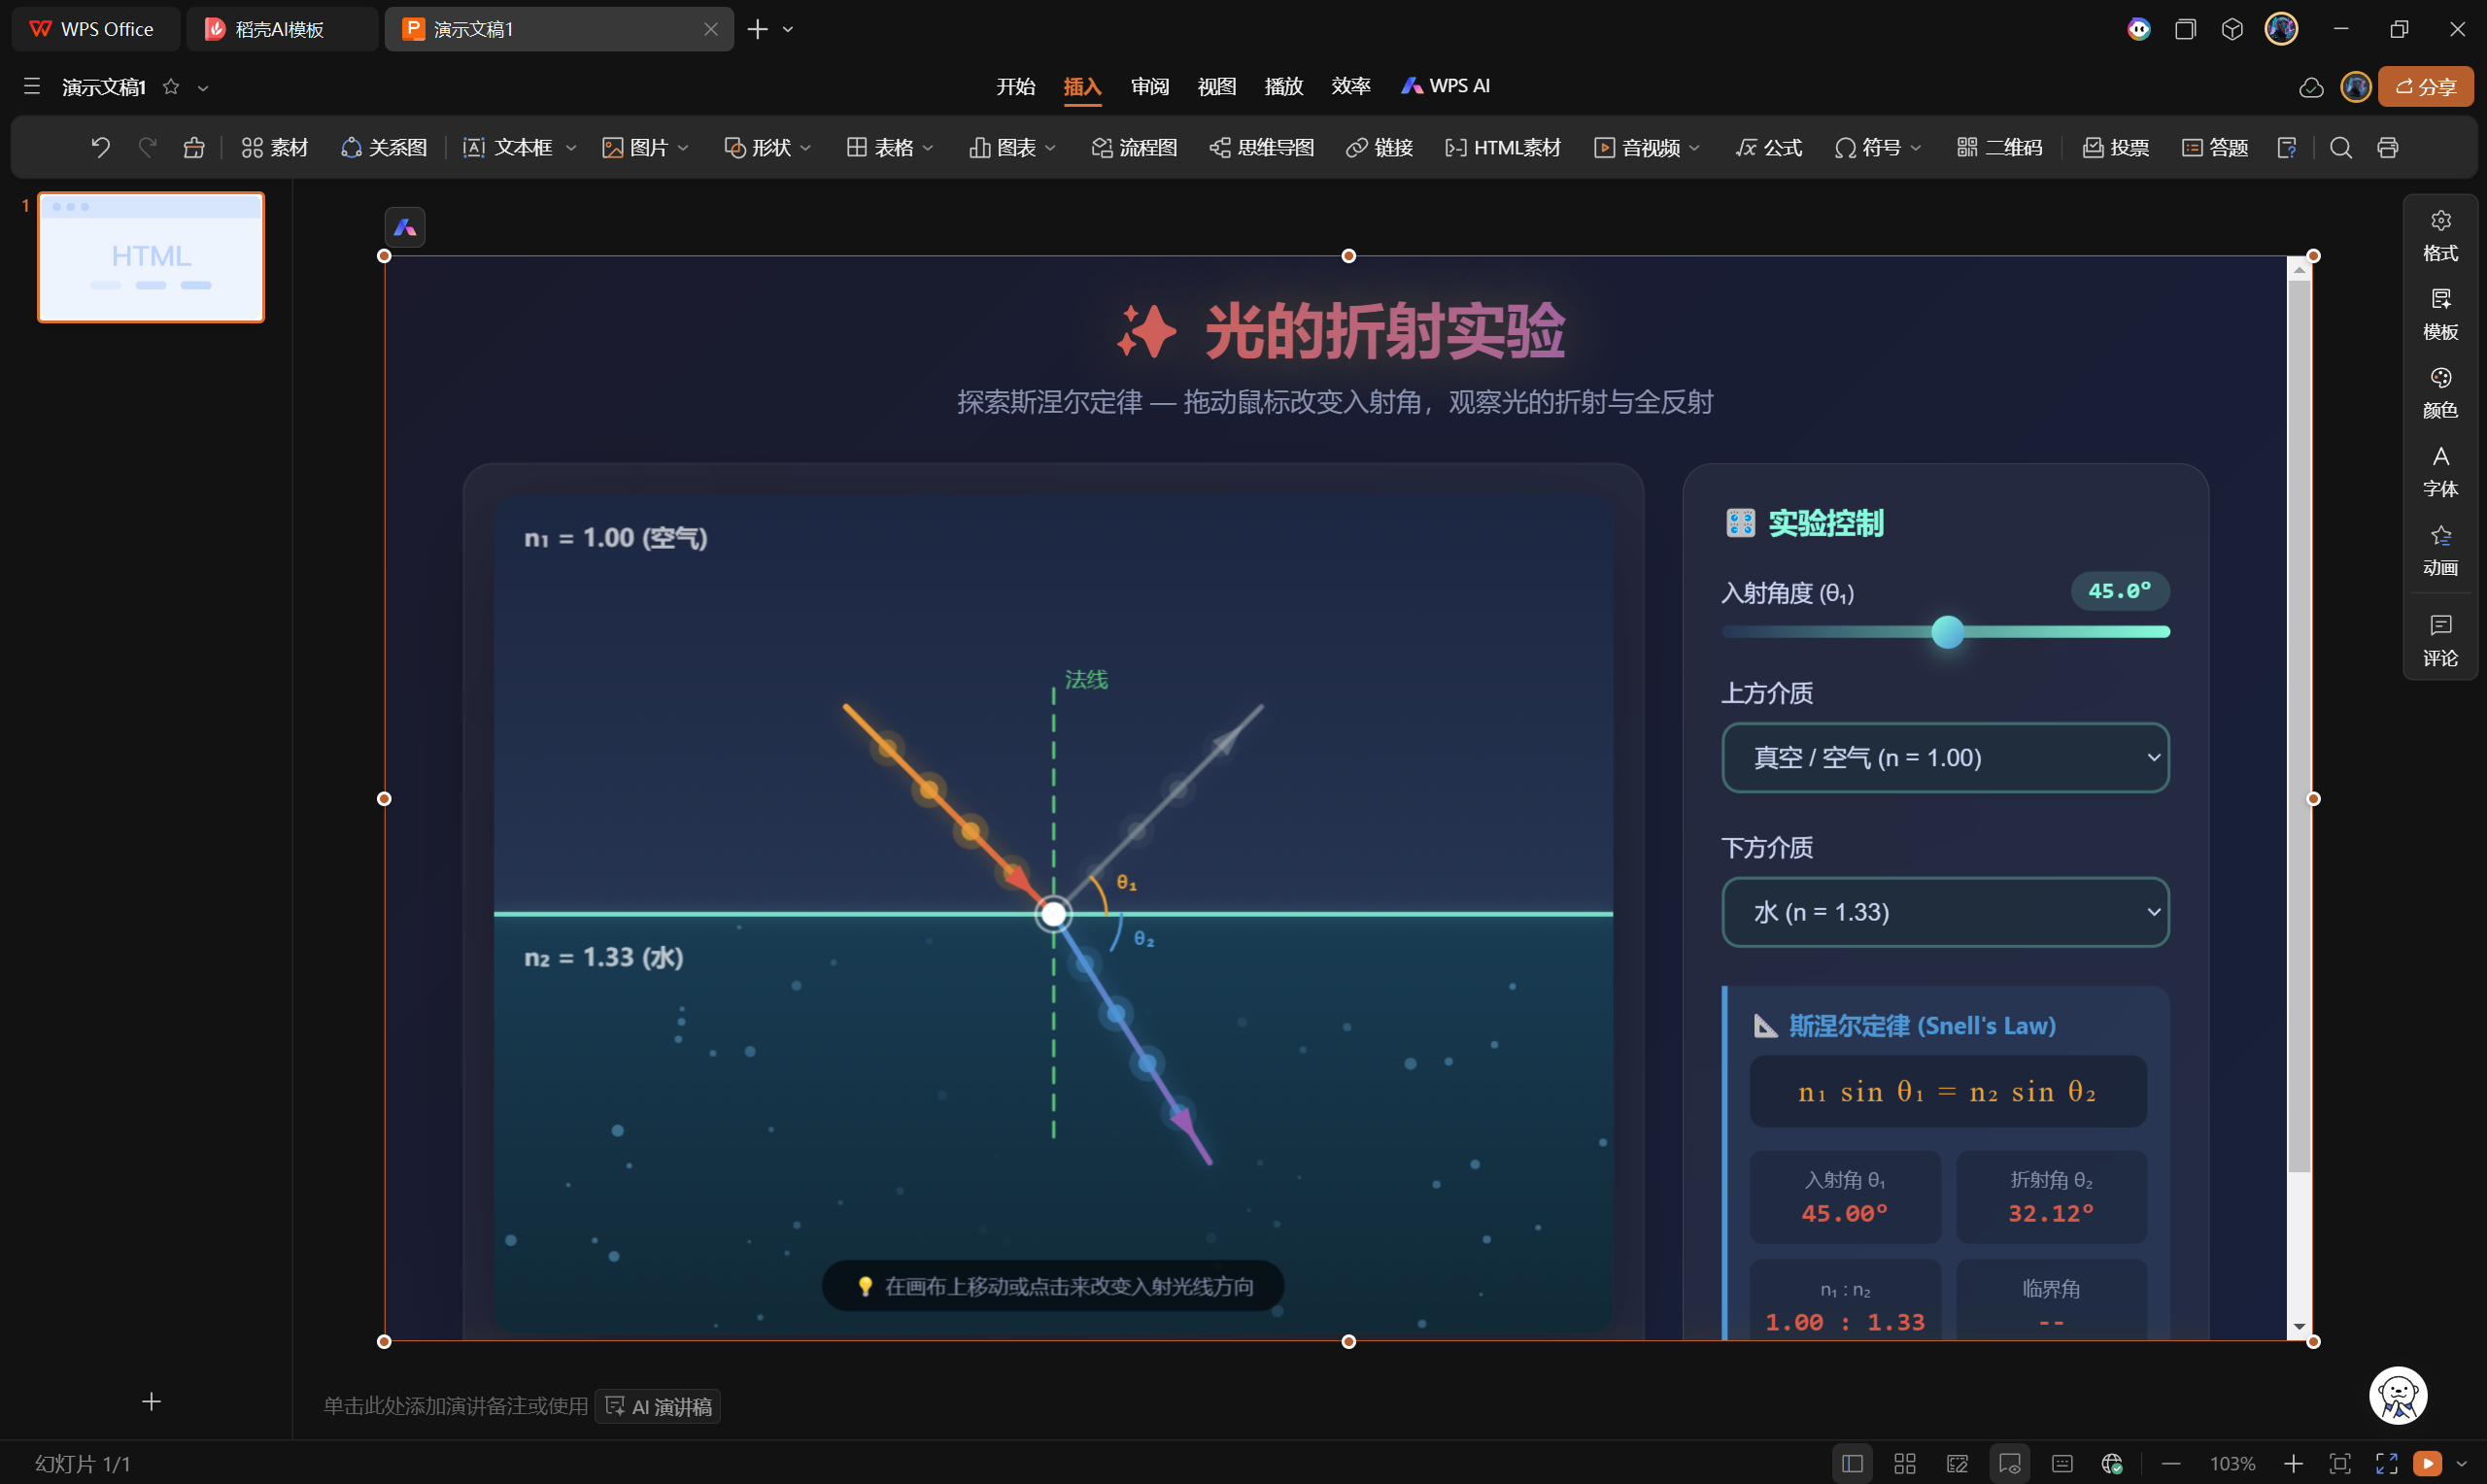 WPS Office
稻壳AI模板
演示文稿1
演示文稿1
开始
插入
审阅
视图
播放
效率
WPS AI
分享
素材
关系图
文本框
图片
形状
表格
图表
流程图
思维导图
链接
HTML素材
音视频
公式
符号
二维码
投票
答题
1
HTML
格式
模板
颜色
字体
动画
评论
光的折射实验
探索斯涅尔定律 — 拖动鼠标改变入射角，观察光的折射与全反射
n₁ = 1.00 (空气)
法线
θ₁
θ₂
n₂ = 1.33 (水)
在画布上移动或点击来改变入射光线方向
实验控制
入射角度 (θ₁)
45.0°
上方介质
真空 / 空气 (n = 1.00)
下方介质
水 (n = 1.33)
斯涅尔定律 (Snell's Law)
n₁ sin θ₁ = n₂ sin θ₂
入射角 θ₁
45.00°
折射角 θ₂
32.12°
n₁ : n₂
1.00 : 1.33
临界角
--
单击此处添加演讲备注或使用
AI 演讲稿
幻灯片 1/1
103%